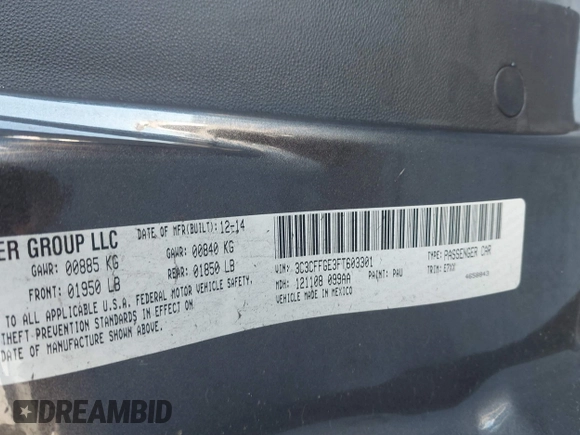 ER GROUP LLC
DATE OF MFR(BUILT): 12-14
GAWR: 00885 KG
GAWR: 00840 KG
FRONT: 01950 LB
REAR: 01850 LB
TO ALL APPLICABLE U.S.A. FEDERAL MOTOR VEHICLE SAFETY,
THEFT-PREVENTION STANDARDS IN EFFECT ON
DATE OF MANUFACTURE SHOWN ABOVE.
VIN: 3C3CFFGE3FT603301
TYPE: PASSENGER CAR
MDH: 121108 099AA
PAINT: PAU
TRIM: E7XX
VEHICLE MADE IN MEXICO
4650043
DREAMBID